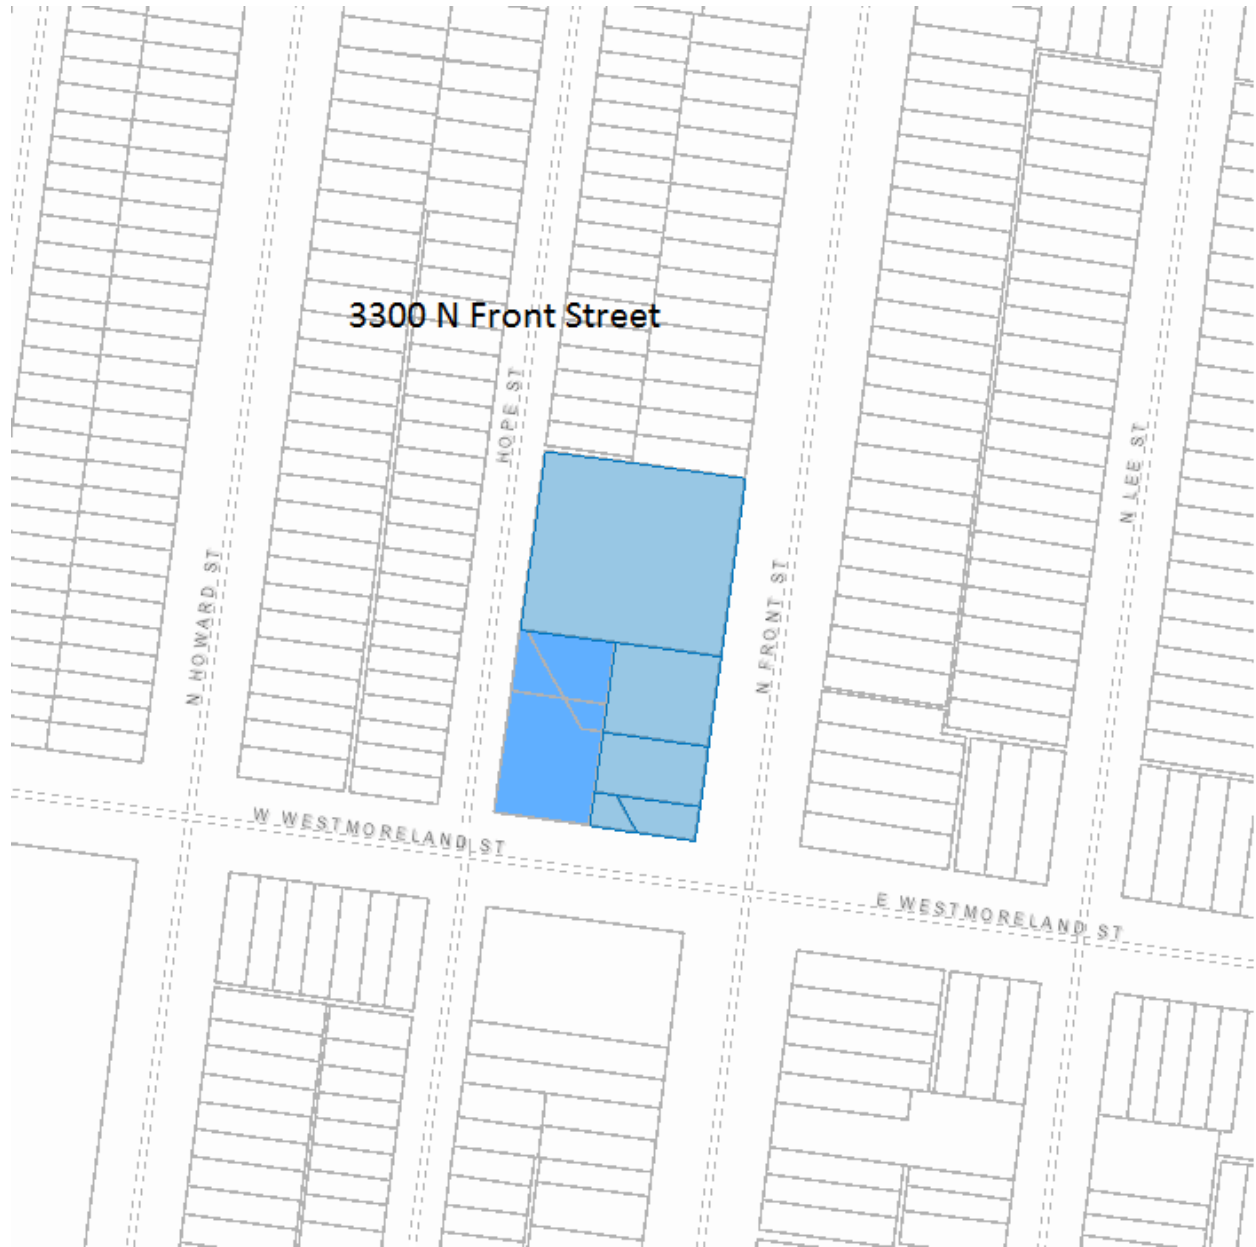 3300 N Front Street
HOPE ST
N LEE ST
N HOWARD ST
N FRONT ST
W WESTMORELAND ST
E WESTMORELAND ST